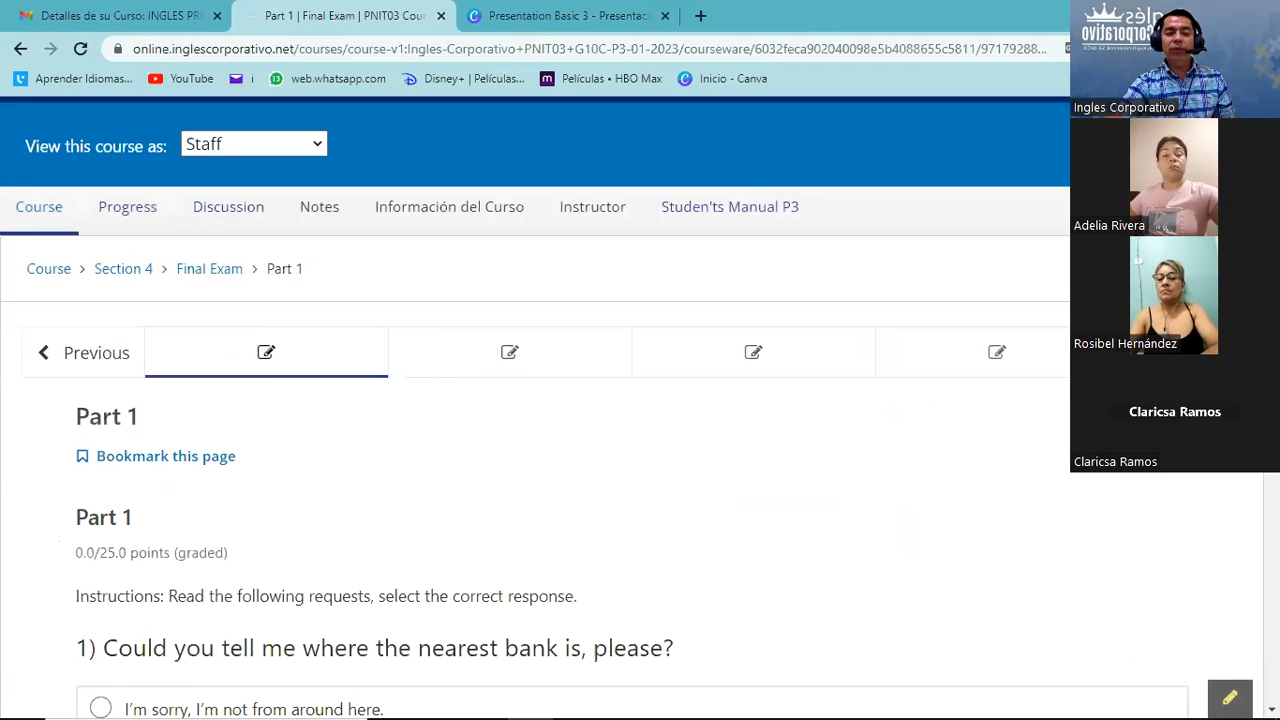 Detalles de su Curso: INGLES PRI
Part 1 | Final Exam | PNIT03 Cou
Presentation Basic 3 - Presentac
online.inglescorporativo.net/courses/course-v1:Ingles-Corporativo+PNIT03+G10C-P3-01-2023/courseware/6032feca902040098e5b
Aprender Idiomas...
YouTube
i
web.whatsapp.com
Disney+ | Películas...
Películas • HBO Max
Inicio - Canva
View this course as: Staff
Course Progress Discussion Notes Información del Curso Instructor Studen'ts Manual P3
Course > Section 4 > Final Exam > Part 1
Previous
Part 1
Bookmark this page
Part 1
0.0/25.0 points (graded)
Instructions: Read the following requests, select the correct response.
1) Could you tell me where the nearest bank is, please?
I'm sorry, I'm not from around here.
Inglés
Corporativo
Ingles Corporativo
Adelia Rivera
Rosibel Hernández
Claricsa Ramos
Claricsa Ramos